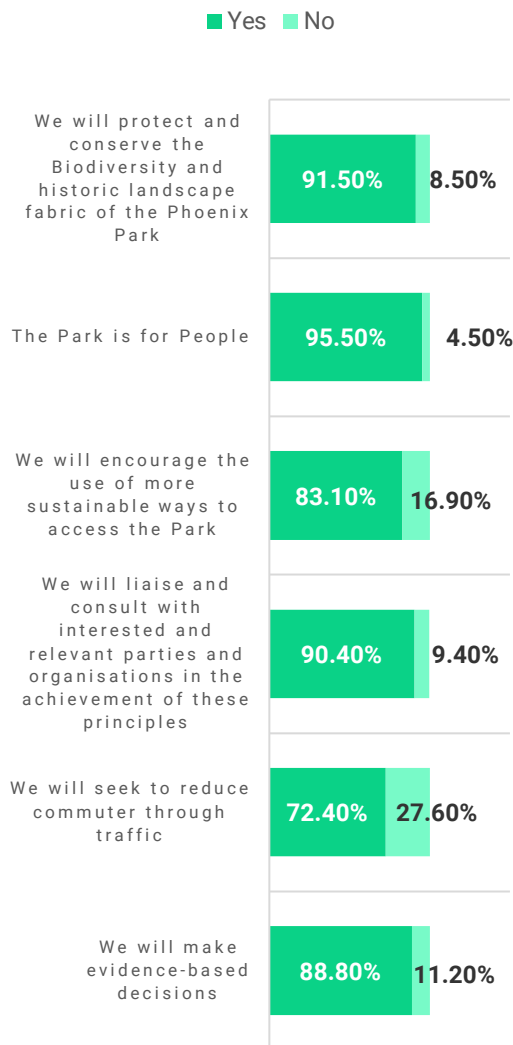 Yes No
We will protect and
conserve the
Biodiversity and
historic landscape
fabric of the Phoenix
Park
91.50% 8.50%
The Park is for People
95.50% 4.50%
We will encourage the
use of more
sustainable ways to
access the Park
83.10% 16.90%
We will liaise and
consult with
interested and
relevant parties and
organisations in the
achievement of these
principles
90.40% 9.40%
We will seek to reduce
commuter through
traffic
72.40% 27.60%
We will make
evidence-based
decisions
88.80% 11.20%